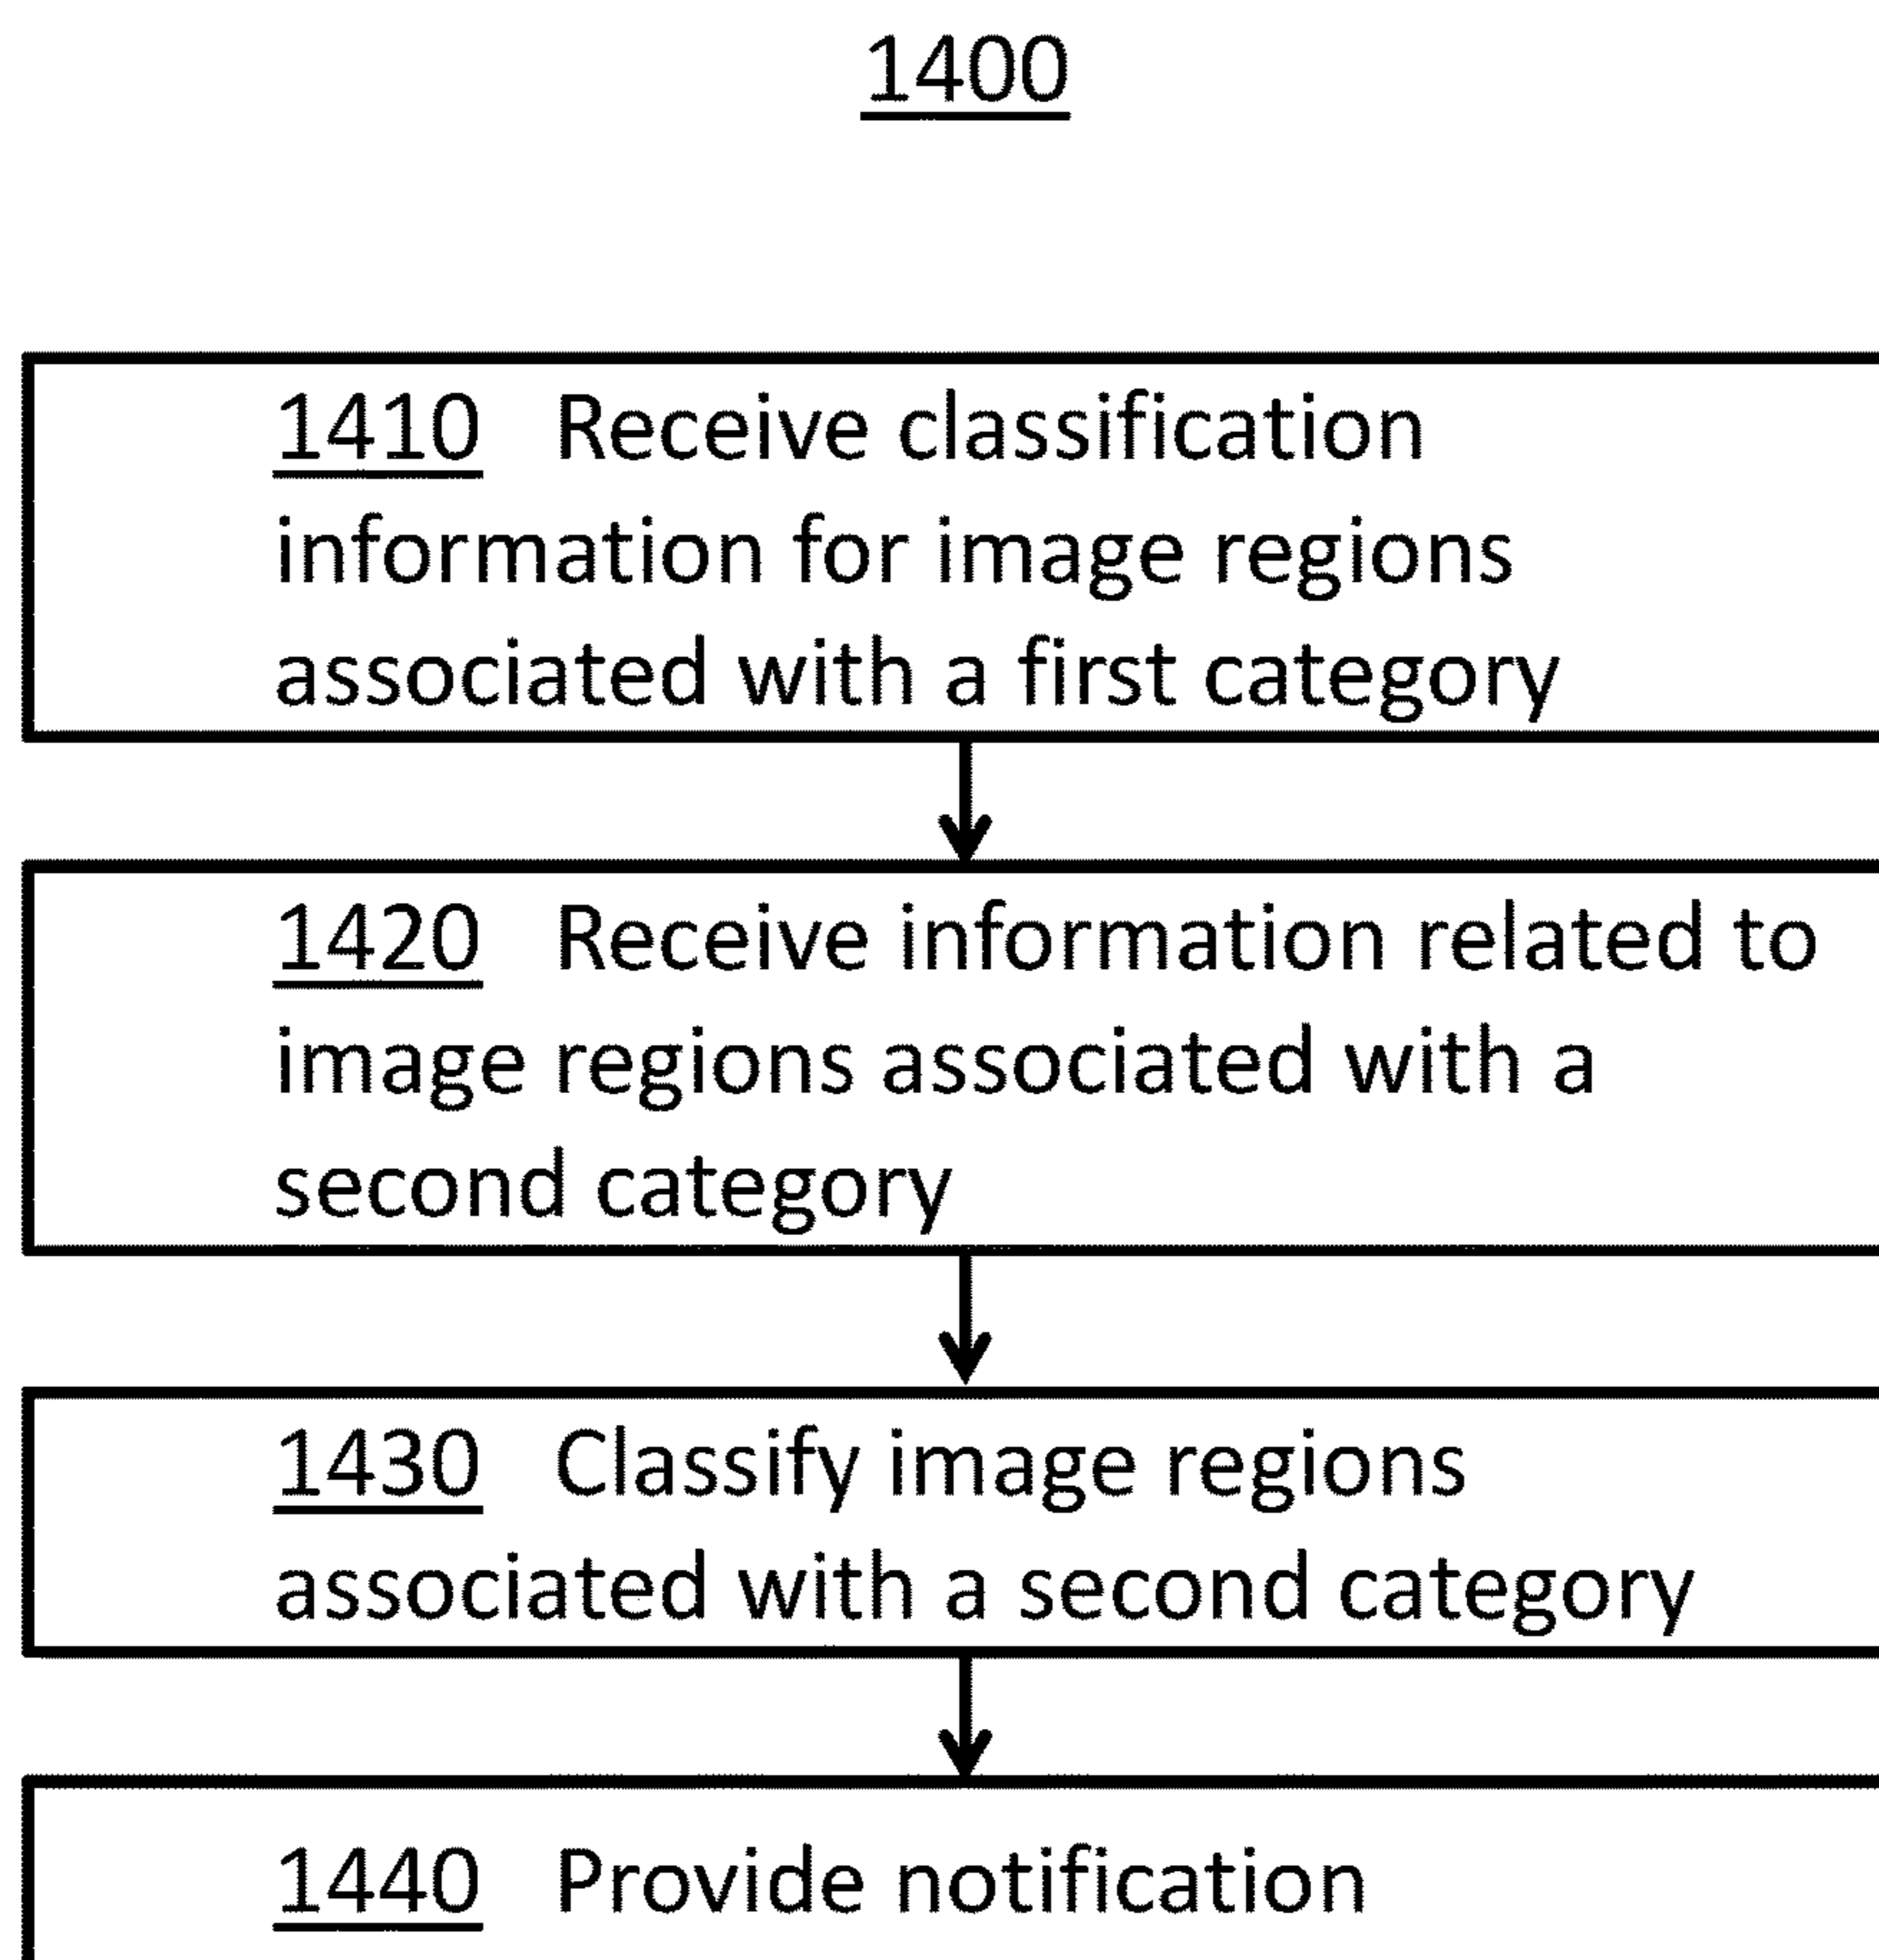 1400
1410 Receive classification
information for image regions
associated with a first category
1420 Receive information related to
image regions associated with a
second category
1430 Classify image regions
associated with a second category
1440 Provide notification